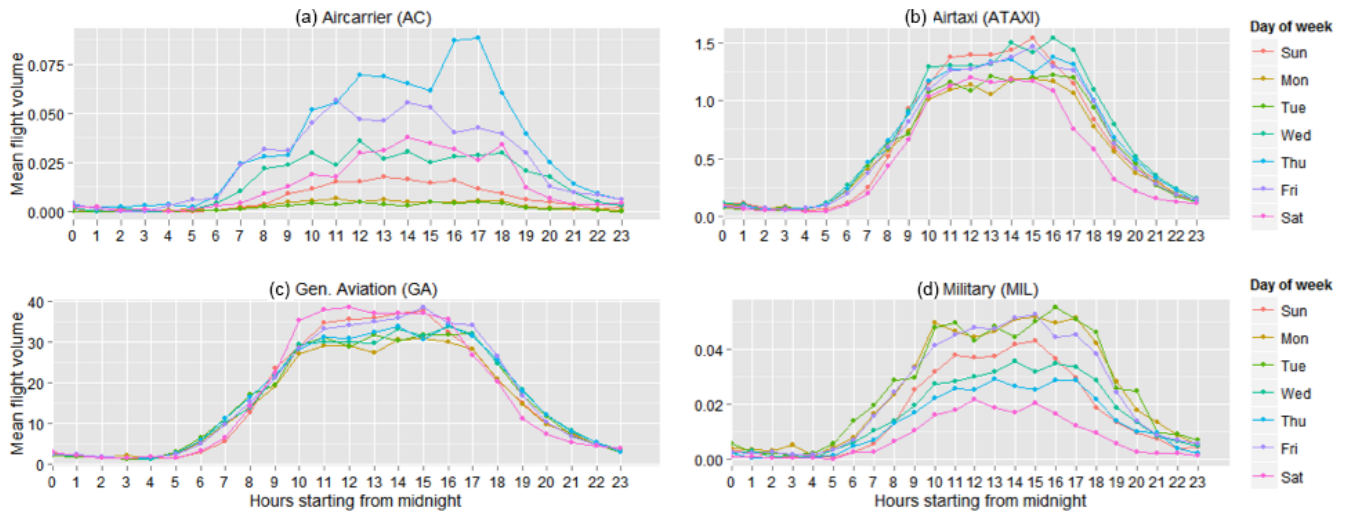 (a) Aircarrier (AC)
Mean flight volume
0.075
0.050
0.025
0.000
0 1 2 3 4 5 6 7 8 9 10 11 12 13 14 15 16 17 18 19 20 21 22 23
(b) Airtaxi (ATAXI)
1.5
1.0
0.5
0.0
0 1 2 3 4 5 6 7 8 9 10 11 12 13 14 15 16 17 18 19 20 21 22 23
Day of week
Sun
Mon
Tue
Wed
Thu
Fri
Sat
(c) Gen. Aviation (GA)
Mean flight volume
40
30
20
10
0
0 1 2 3 4 5 6 7 8 9 10 11 12 13 14 15 16 17 18 19 20 21 22 23
Hours starting from midnight
(d) Military (MIL)
0.04
0.02
0.00
0 1 2 3 4 5 6 7 8 9 10 11 12 13 14 15 16 17 18 19 20 21 22 23
Hours starting from midnight
Day of week
Sun
Mon
Tue
Wed
Thu
Fri
Sat